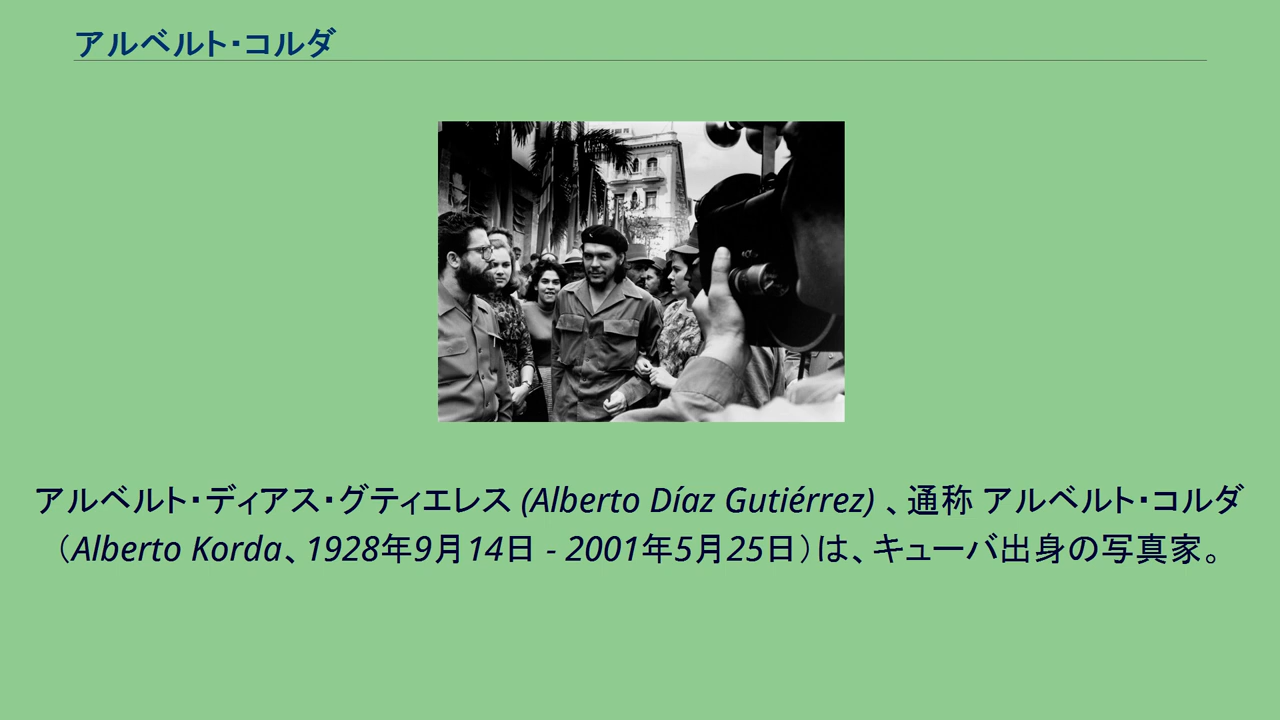 アルベルト・コルダ
アルベルト・ディアス・グティエレス (Alberto Díaz Gutiérrez) 、通称 アルベルト・コルダ
（Alberto Korda、1928年9月14日 - 2001年5月25日）は、キューバ出身の写真家。